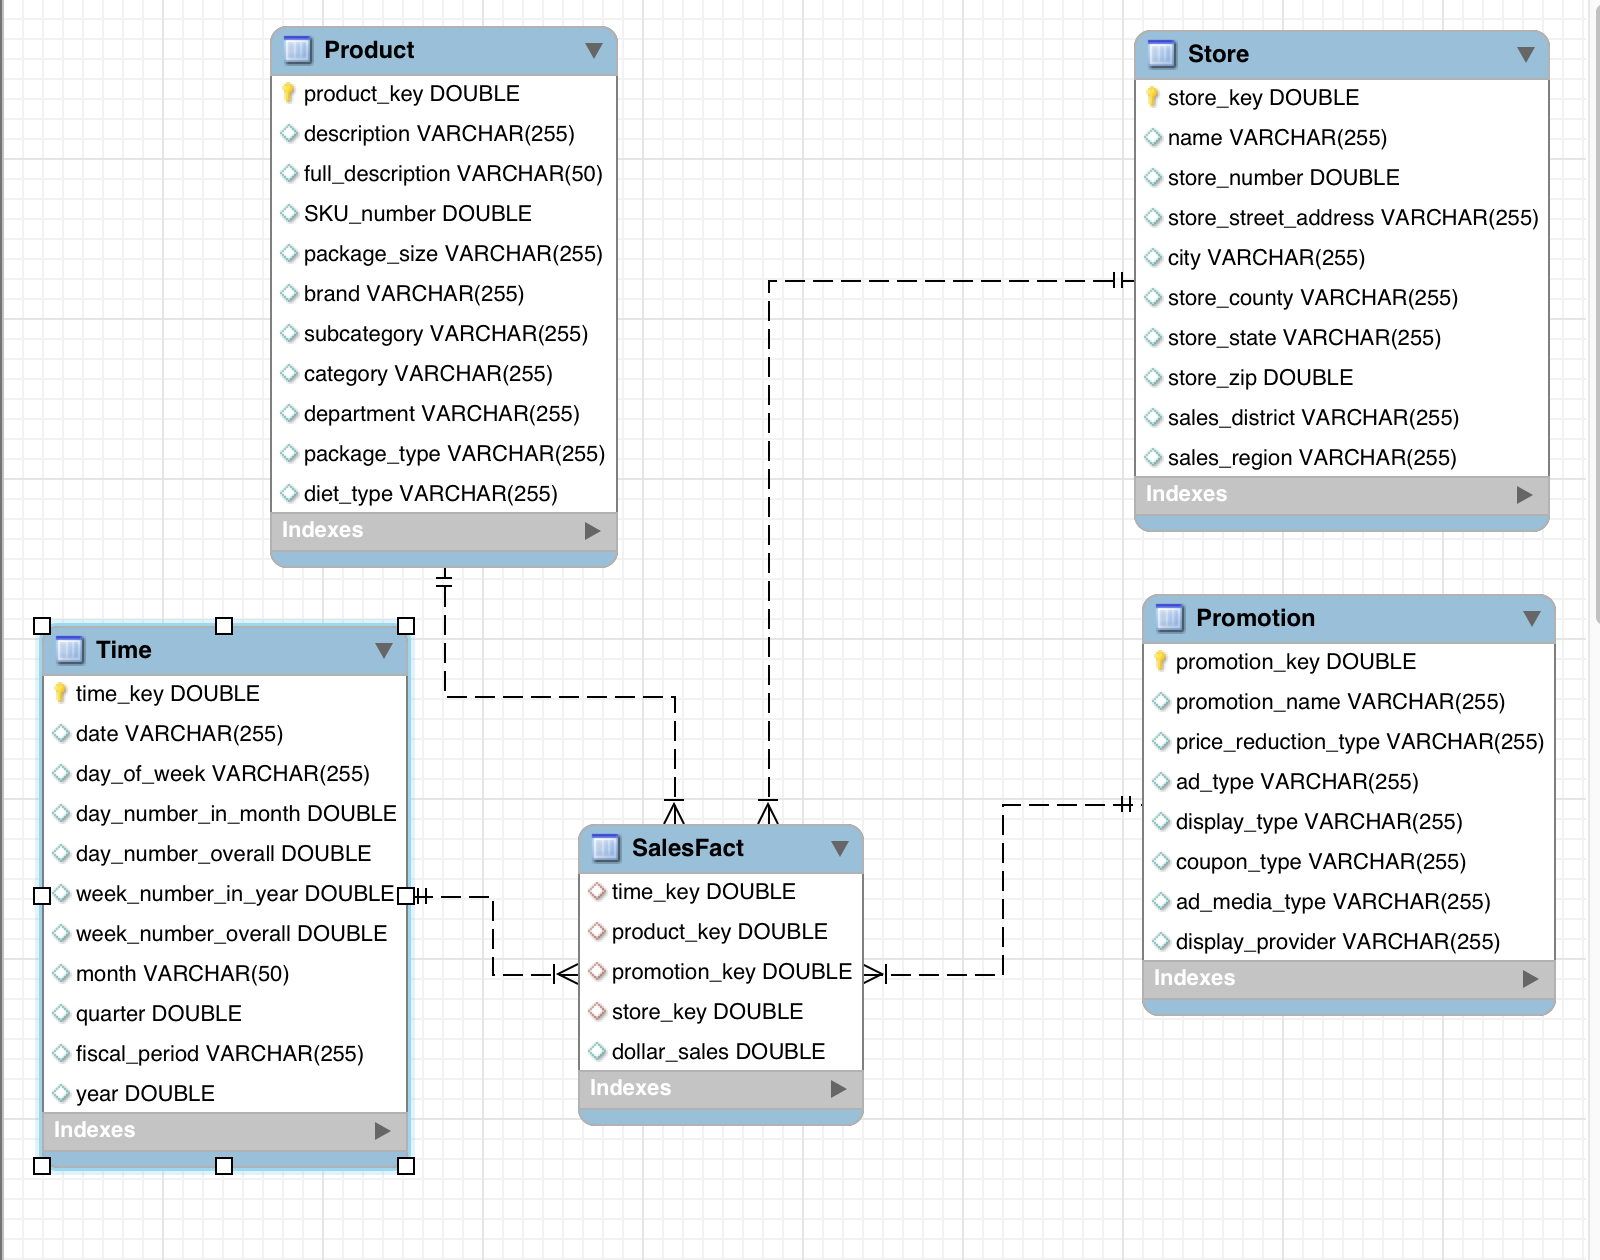 Product
product_key DOUBLE
description VARCHAR(255)
full_description VARCHAR(50)
SKU_number DOUBLE
package_size VARCHAR(255)
brand VARCHAR(255)
subcategory VARCHAR(255)
category VARCHAR(255)
department VARCHAR(255)
package_type VARCHAR(255)
diet_type VARCHAR(255)
Indexes
Store
store_key DOUBLE
name VARCHAR(255)
store_number DOUBLE
store_street_address VARCHAR(255)
city VARCHAR(255)
store_county VARCHAR(255)
store_state VARCHAR(255)
store_zip DOUBLE
sales_district VARCHAR(255)
sales_region VARCHAR(255)
Indexes
Time
time_key DOUBLE
date VARCHAR(255)
day_of_week VARCHAR(255)
day_number_in_month DOUBLE
day_number_overall DOUBLE
week_number_in_year DOUBLE
week_number_overall DOUBLE
month VARCHAR(50)
quarter DOUBLE
fiscal_period VARCHAR(255)
year DOUBLE
Indexes
SalesFact
time_key DOUBLE
product_key DOUBLE
promotion_key DOUBLE
store_key DOUBLE
dollar_sales DOUBLE
Indexes
Promotion
promotion_key DOUBLE
promotion_name VARCHAR(255)
price_reduction_type VARCHAR(255)
ad_type VARCHAR(255)
display_type VARCHAR(255)
coupon_type VARCHAR(255)
ad_media_type VARCHAR(255)
display_provider VARCHAR(255)
Indexes